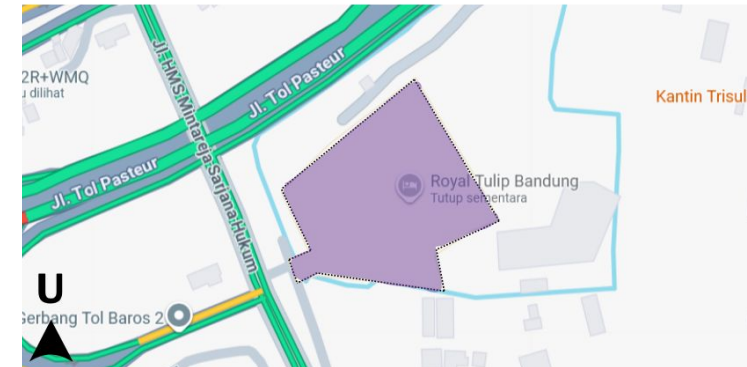 Jl. HMS Mintareja Sarjana Hukum
Jl. Tol Pasteur
2R+WMQ
u dilihat
Kantin Trisul
Jl. Tol Pasteur
Royal Tulip Bandung
Tutup sementara
U
Gerbang Tol Baros 2